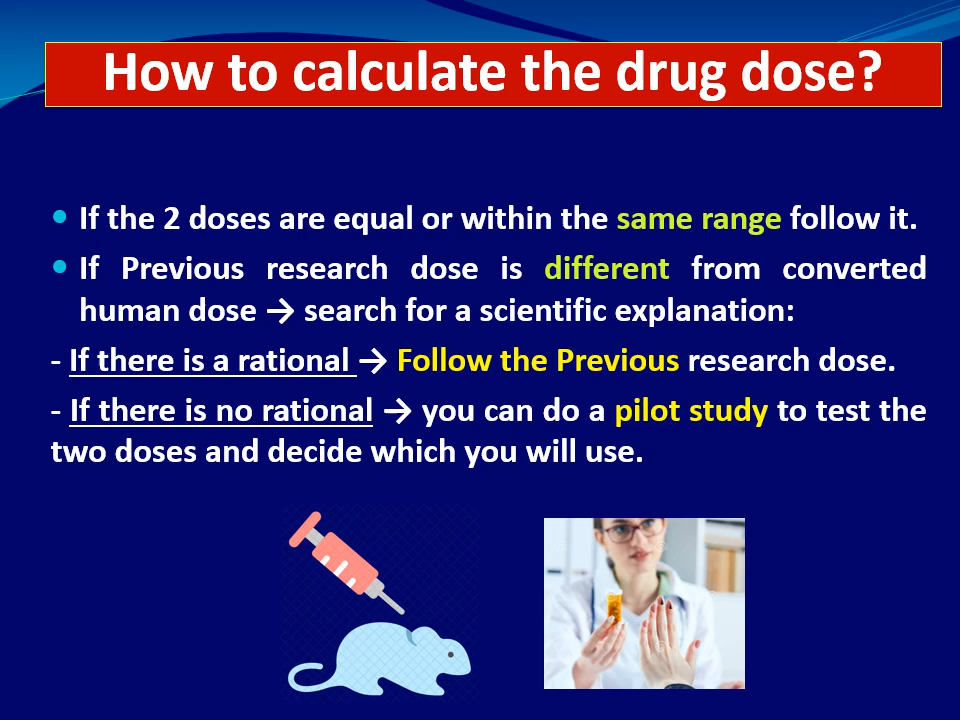 How to calculate the drug dose?
• If the 2 doses are equal or within the same range follow it.
• If Previous research dose is different from converted
human dose → search for a scientific explanation:
- If there is a rational → Follow the Previous research dose.
- If there is no rational → you can do a pilot study to test the
two doses and decide which you will use.